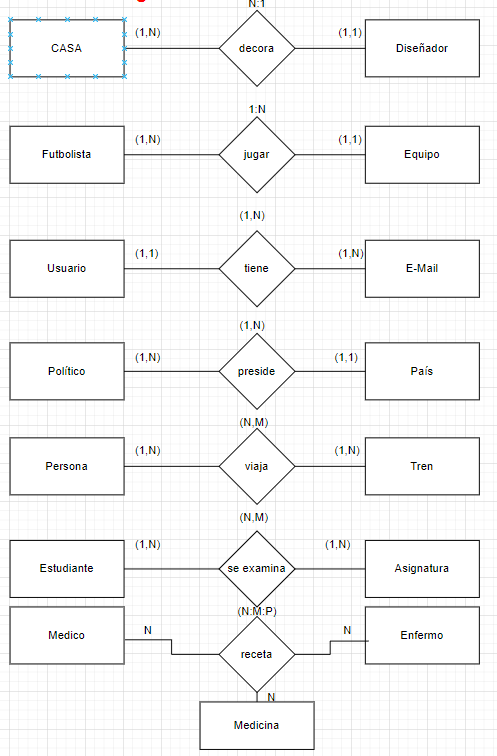 N:1
CASA (1,N) decora (1,1) Diseñador
1:N
Futbolista (1,N) jugar (1,1) Equipo
(1,N)
Usuario (1,1) tiene (1,N) E-Mail
(1,N)
Político (1,N) preside (1,1) País
(N,M)
Persona (1,N) viaja (1,N) Tren
(N,M)
Estudiante (1,N) se examina (1,N) Asignatura
(N:M:P)
Medico N receta N Enfermo
N
Medicina